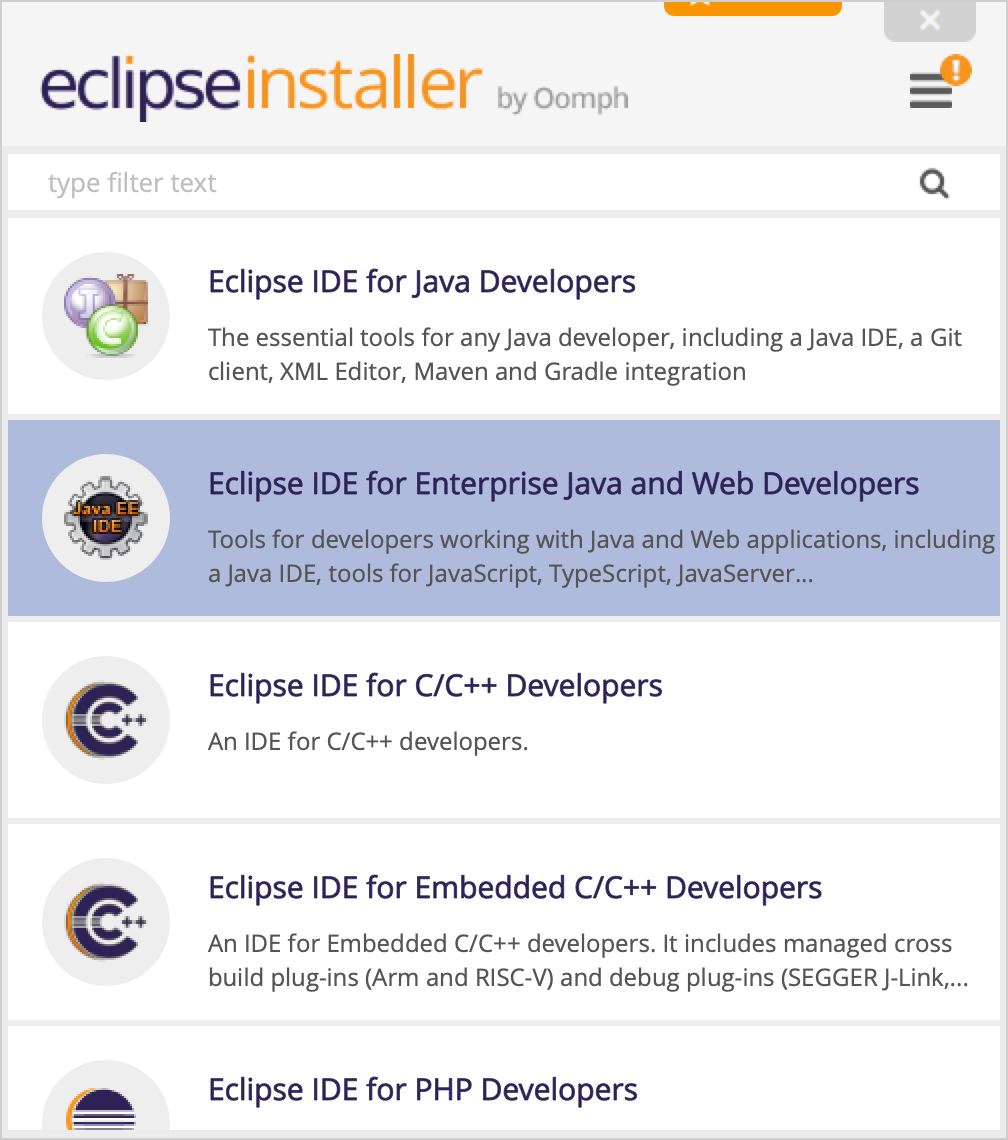 eclipseinstaller by Oomph
type filter text
Eclipse IDE for Java Developers
The essential tools for any Java developer, including a Java IDE, a Git
client, XML Editor, Maven and Gradle integration
Java EE
IDE
Eclipse IDE for Enterprise Java and Web Developers
Tools for developers working with Java and Web applications, including
a Java IDE, tools for JavaScript, TypeScript, JavaServer...
C++
Eclipse IDE for C/C++ Developers
An IDE for C/C++ developers.
C++
Eclipse IDE for Embedded C/C++ Developers
An IDE for Embedded C/C++ developers. It includes managed cross
build plug-ins (Arm and RISC-V) and debug plug-ins (SEGGER J-Link,...
Eclipse IDE for PHP Developers